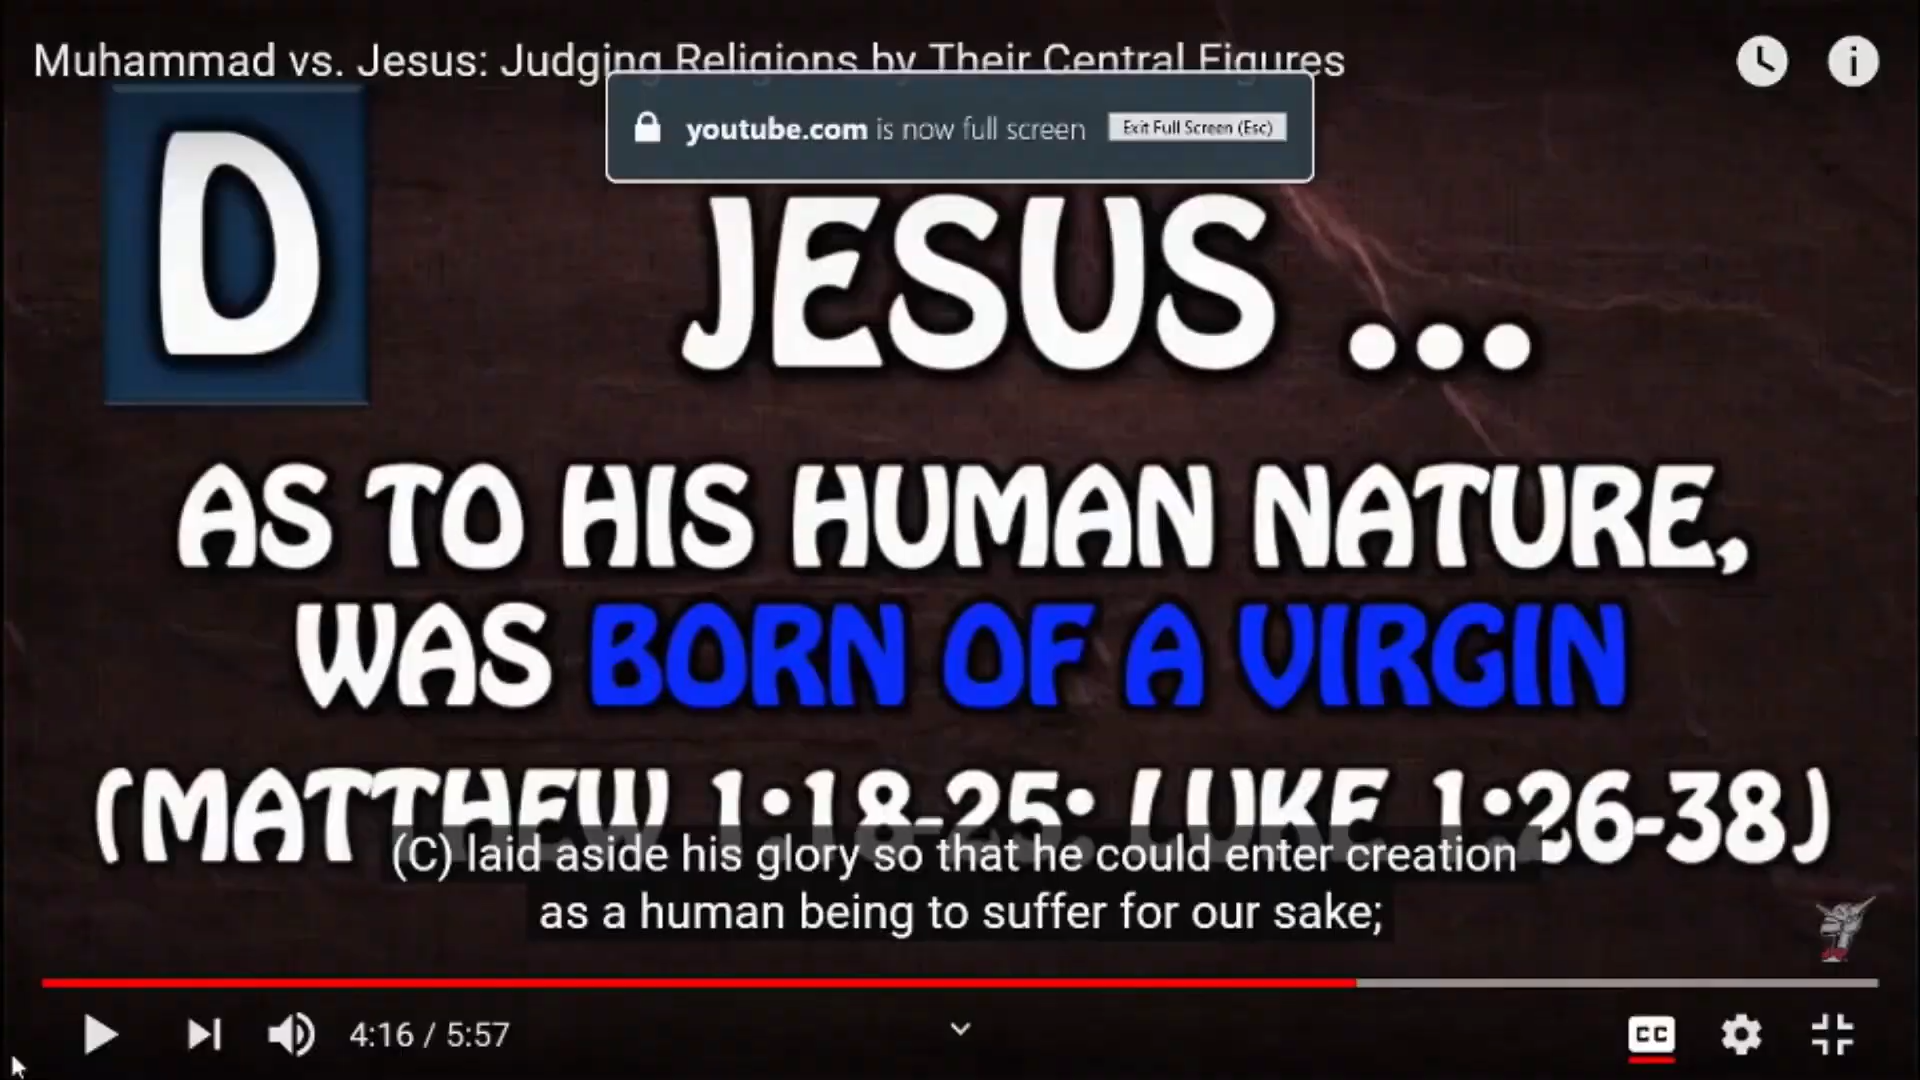 Muhammad vs. Jesus: Judging Religions by Their Central Figures
youtube.com is now full screen Exit Full Screen (Esc)
D
JESUS ...
AS TO HIS HUMAN NATURE,
WAS BORN OF A VIRGIN
(MATTHEW 1:18-25; LUKE 1:26-38)
(C) laid aside his glory so that he could enter creation
as a human being to suffer for our sake;
4:16 / 5:57
CC